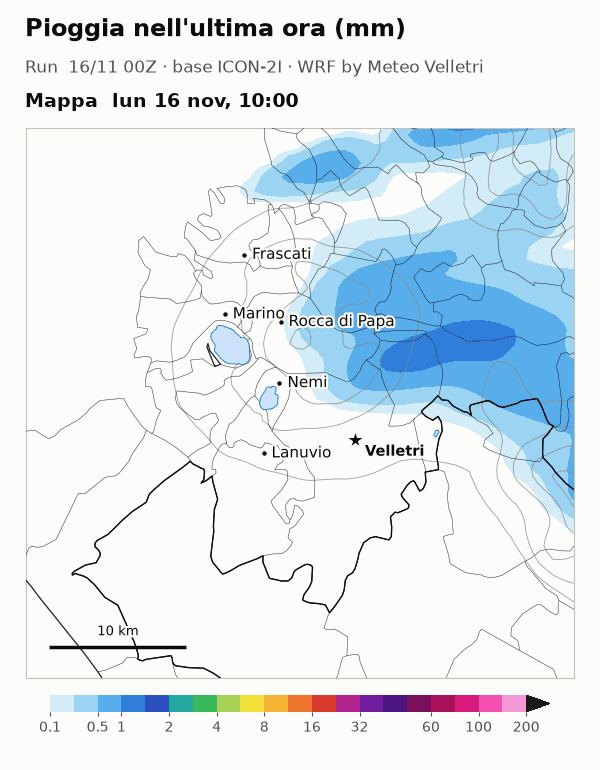 Pioggia nell'ultima ora (mm)
Run 16/11 00Z · base ICON-2I · WRF by Meteo Velletri
Mappa lun 16 nov, 10:00
Frascati
Marino
Rocca di Papa
Nemi
Velletri
Lanuvio
10 km
0.1 0.5 1 2 4 8 16 32 60 100 200